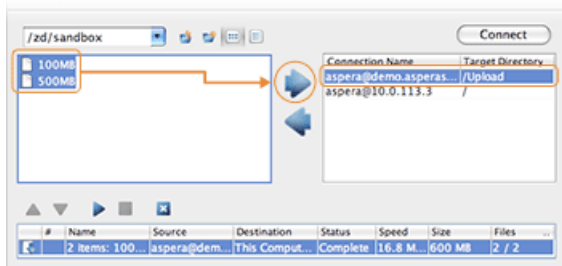 /zd/sandbox
Connect
100MB
500MB
Connection Name Target Directory
aspera@demo.asperas... /Upload
aspera@10.0.113.3 /
# Name Source Destination Status Speed Size Files ...
2 items: 100... aspera@dem... This Comput... Complete 16.8 M... 600 MB 2 / 2